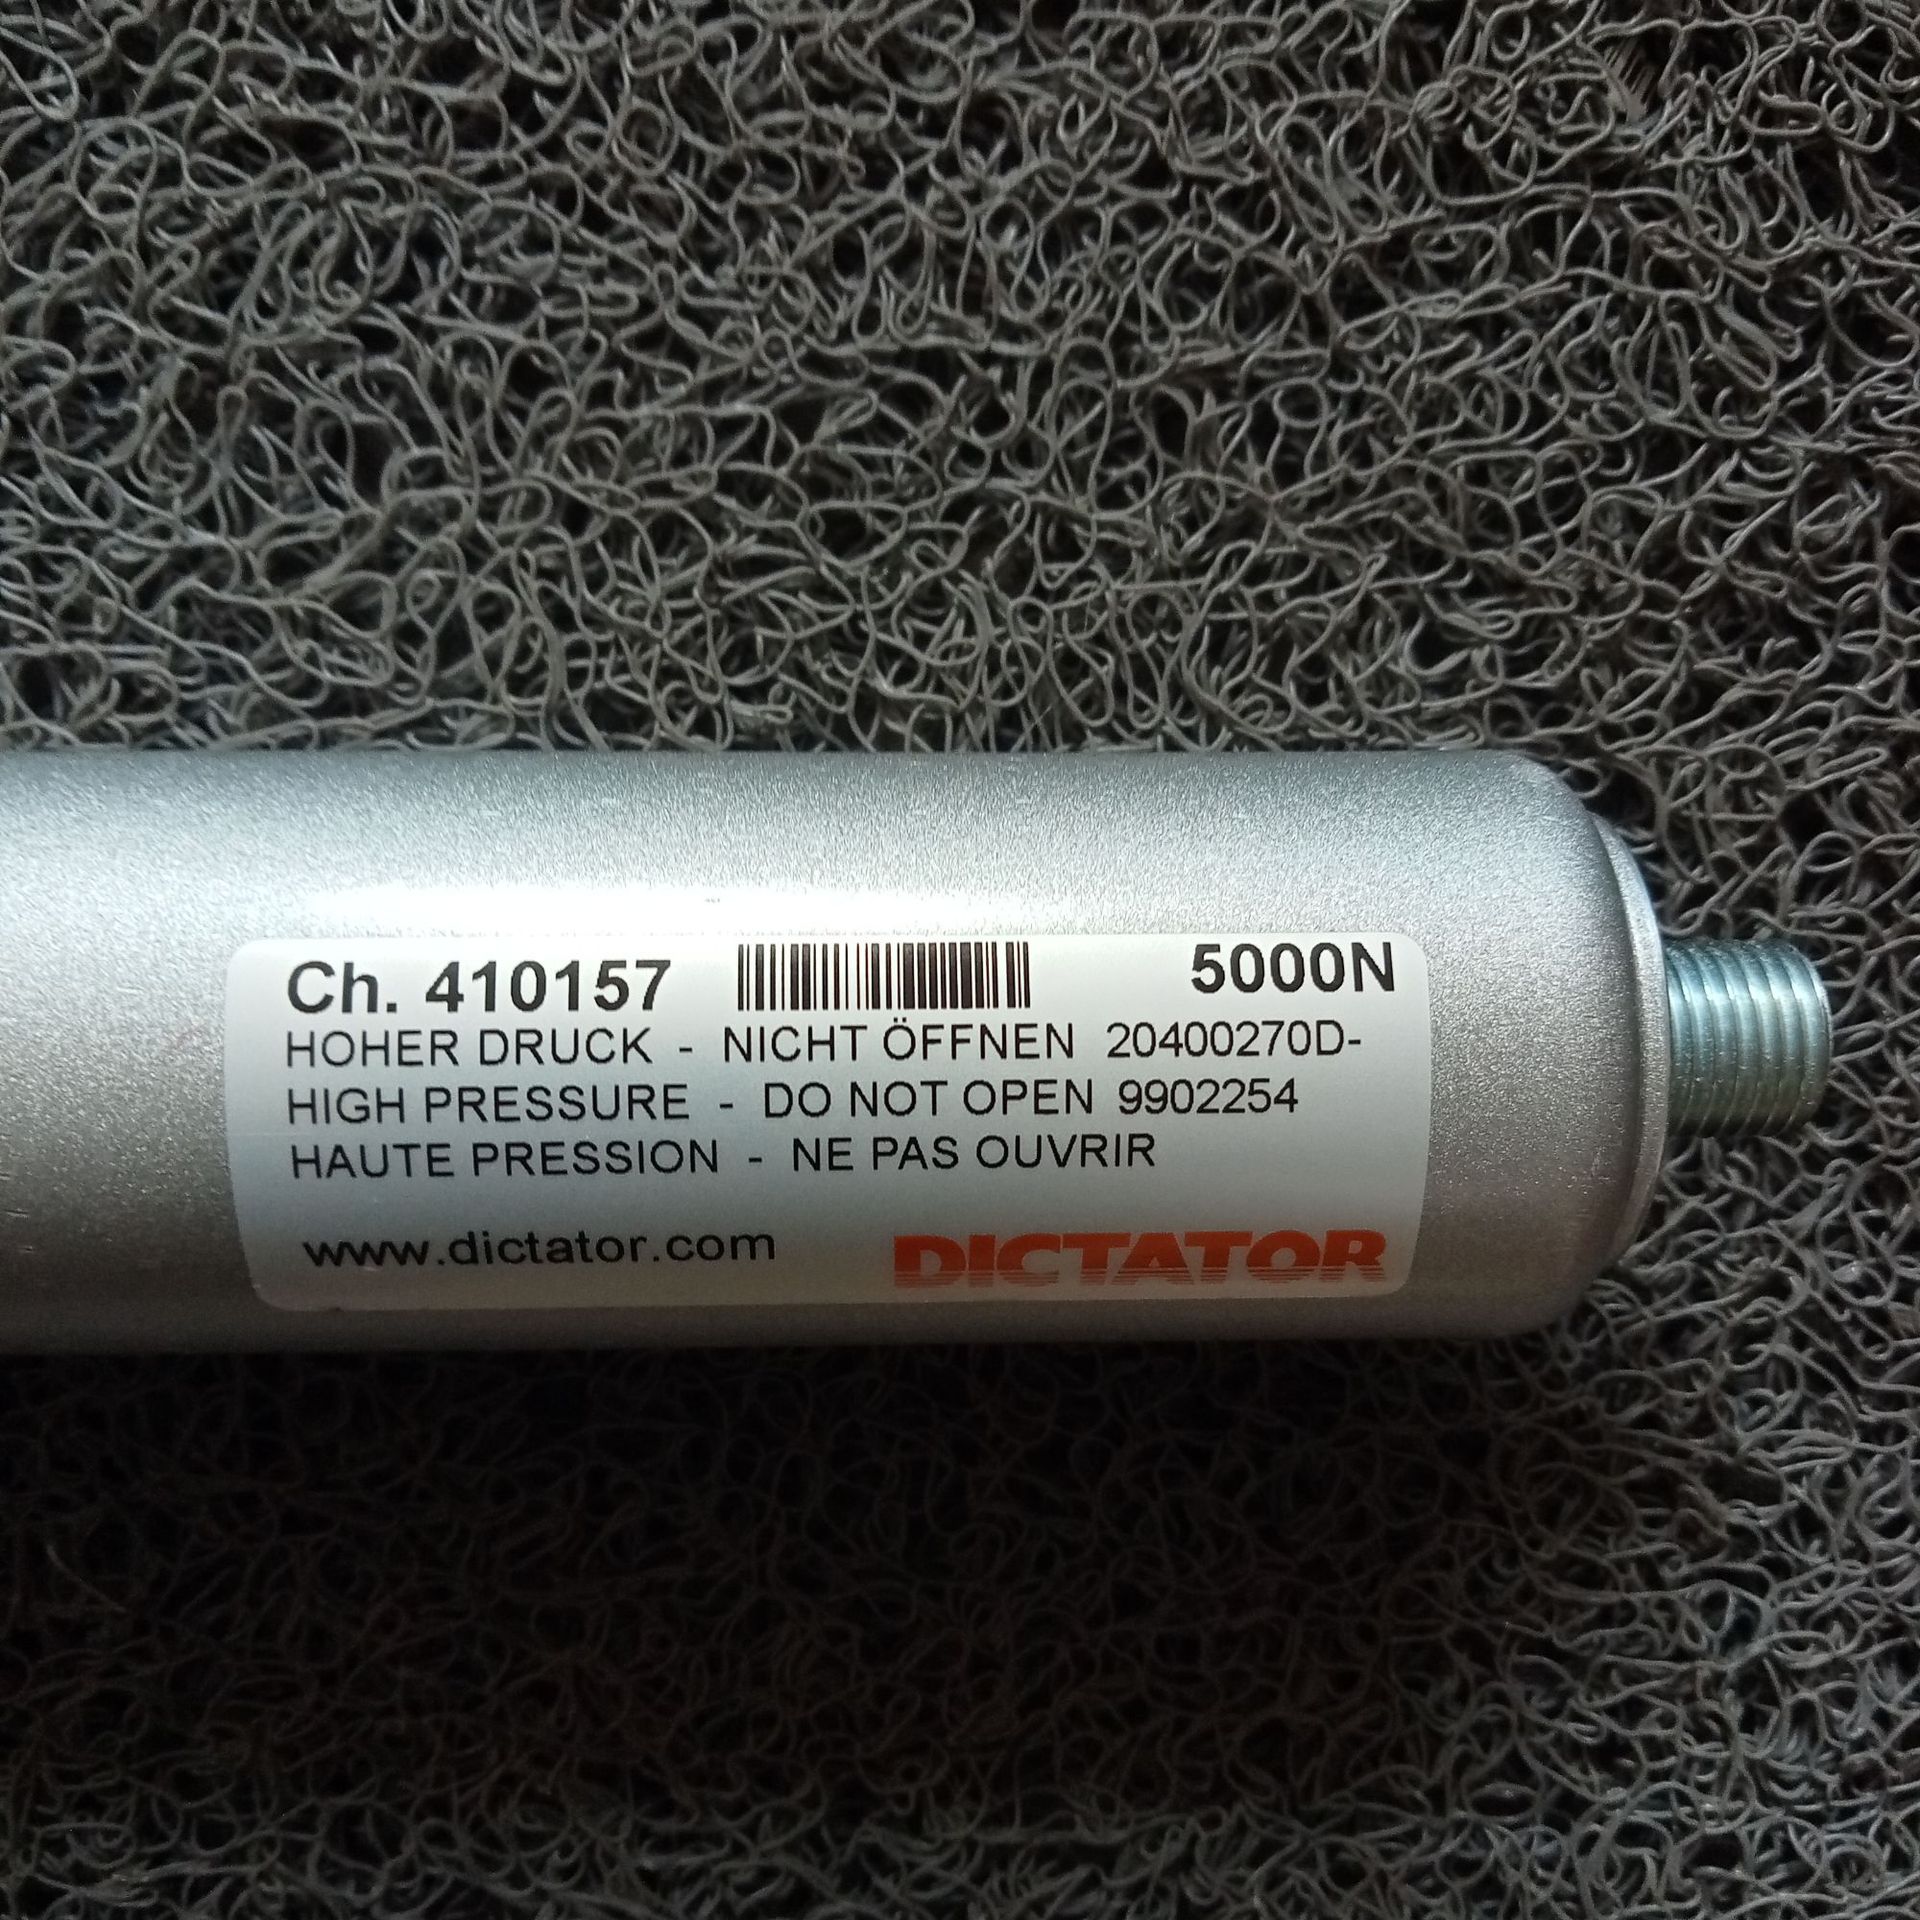 Ch. 410157 5000N
HOHER DRUCK - NICHT ÖFFNEN 20400270D-
HIGH PRESSURE - DO NOT OPEN 9902254
HAUTE PRESSION - NE PAS OUVRIR
www.dictator.com DICTATOR